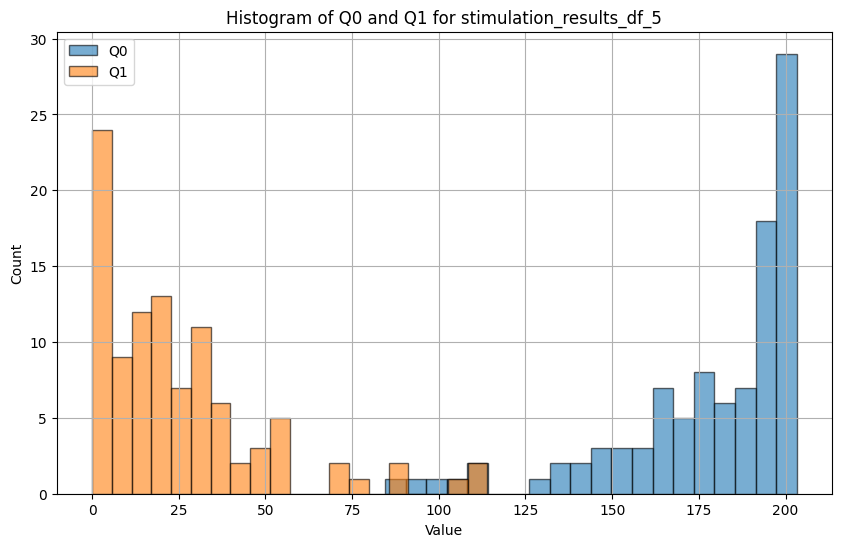 Histogram of Q0 and Q1 for stimulation_results_df_5
Q0
Q1
30
25
20
15
10
5
0
Count
0 25 50 75 100 125 150 175 200
Value